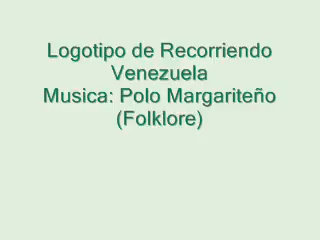 Logotipo de Recorriendo
Venezuela
Musica: Polo Margariteño
(Folklore)